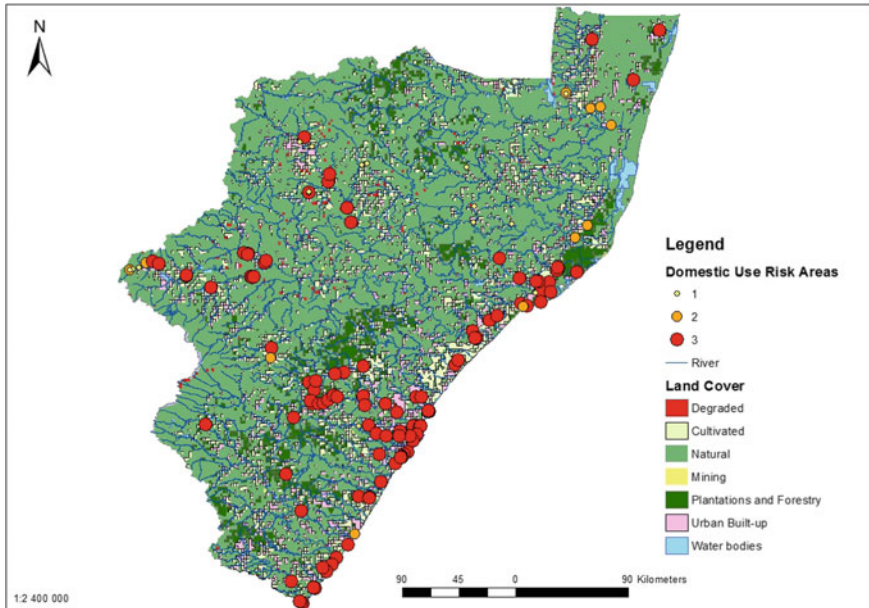 N
Legend
Domestic Use Risk Areas
1
2
3
River
Land Cover
Degraded
Cultivated
Natural
Mining
Plantations and Forestry
Urban Built-up
Water bodies
90 45 0 90 Kilometers
1:2 400 000